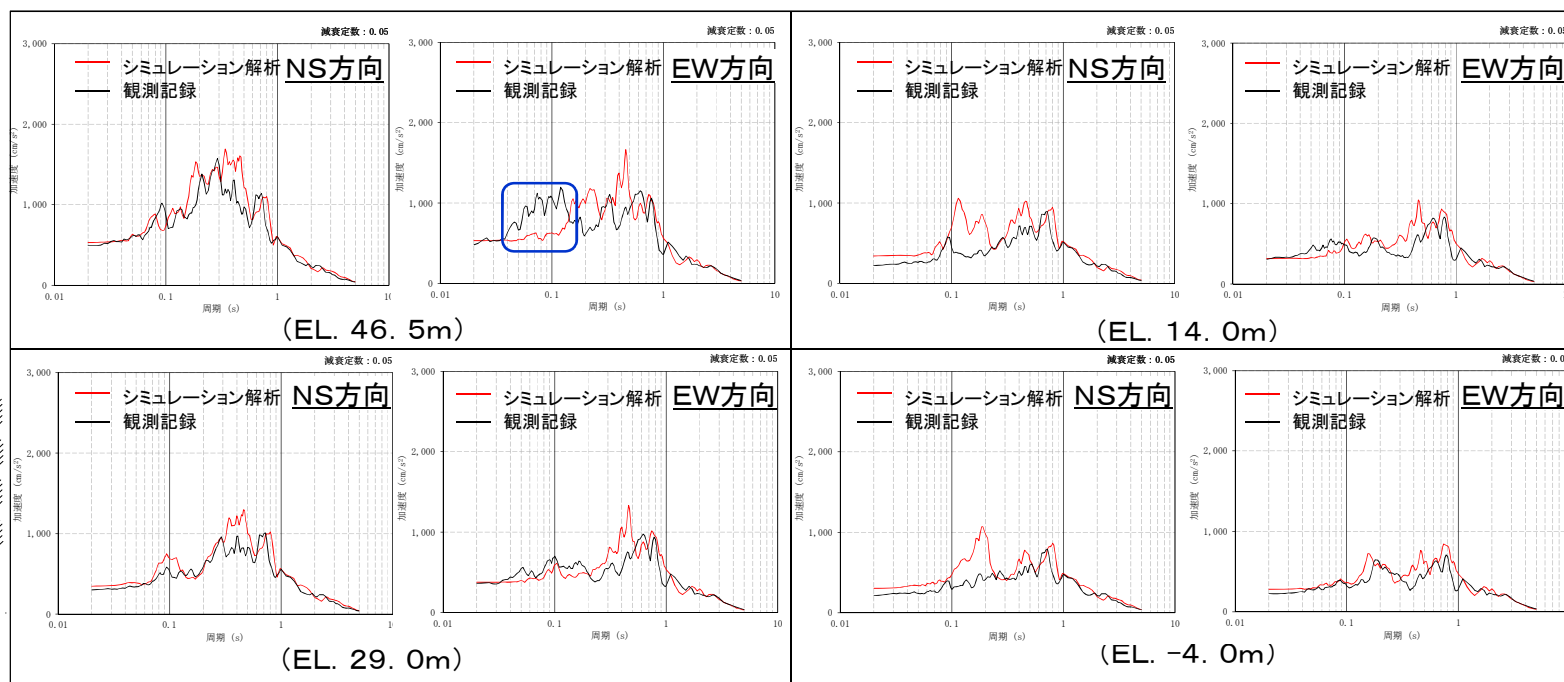 減衰定数：0.05
3,000
2,000
1,000
0
加速度 (cm/s²)
シミュレーション解析
観測記録
NS方向
0.01
0.1
1
10
周期 (s)
減衰定数：0.05
3,000
2,000
1,000
0
加速度 (cm/s²)
シミュレーション解析
観測記録
EW方向
0.01
0.1
1
10
周期 (s)
(EL. 46. 5m)
減衰定数：0.05
3,000
2,000
1,000
0
加速度 (cm/s²)
シミュレーション解析
観測記録
NS方向
0.01
0.1
1
10
周期 (s)
減衰定数：0.05
3,000
2,000
1,000
0
加速度 (cm/s²)
シミュレーション解析
観測記録
EW方向
0.01
0.1
1
周期 (s)
(EL. 14. 0m)
減衰定数：0.05
3,000
2,000
1,000
0
加速度 (cm/s²)
シミュレーション解析
観測記録
NS方向
0.01
0.1
1
10
周期 (s)
減衰定数：0.05
3,000
2,000
1,000
0
加速度 (cm/s²)
シミュレーション解析
観測記録
EW方向
0.01
0.1
1
10
周期 (s)
(EL. 29. 0m)
減衰定数：0.05
3,000
2,000
1,000
0
加速度 (cm/s²)
シミュレーション解析
観測記録
NS方向
0.01
0.1
1
10
周期 (s)
減衰定数：0.0
3,000
2,000
1,000
0
加速度 (cm/s²)
シミュレーション解析
観測記録
EW方向
0.01
0.1
1
周期 (s)
(EL. -4. 0m)